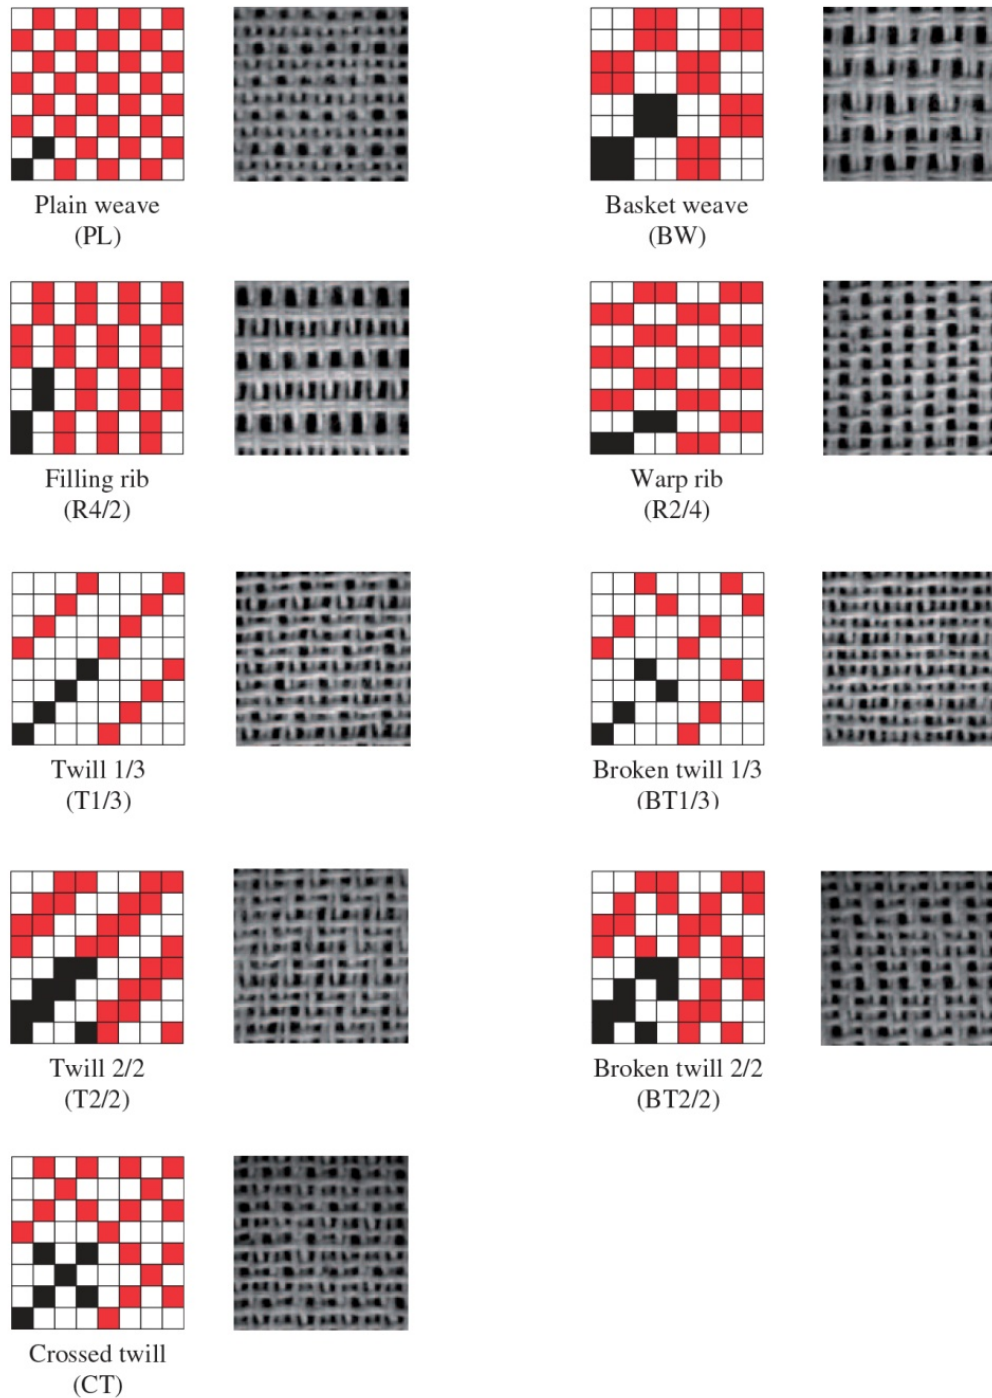 Plain weave
(PL)
Basket weave
(BW)
Filling rib
(R4/2)
Warp rib
(R2/4)
Twill 1/3
(T1/3)
Broken twill 1/3
(BT1/3)
Twill 2/2
(T2/2)
Broken twill 2/2
(BT2/2)
Crossed twill
(CT)